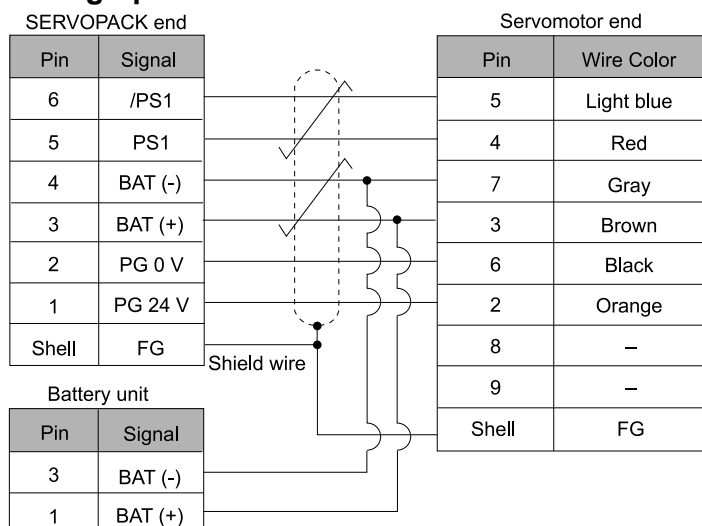 SERVOPACK end
Pin Signal
6 /PS1
5 PS1
4 BAT (-)
3 BAT (+)
2 PG 0 V
1 PG 24 V
Shell FG
Shield wire
Servomotor end
Pin Wire Color
5 Light blue
4 Red
7 Gray
3 Brown
6 Black
2 Orange
8 –
9 –
Shell FG
Battery unit
Pin Signal
3 BAT (-)
1 BAT (+)